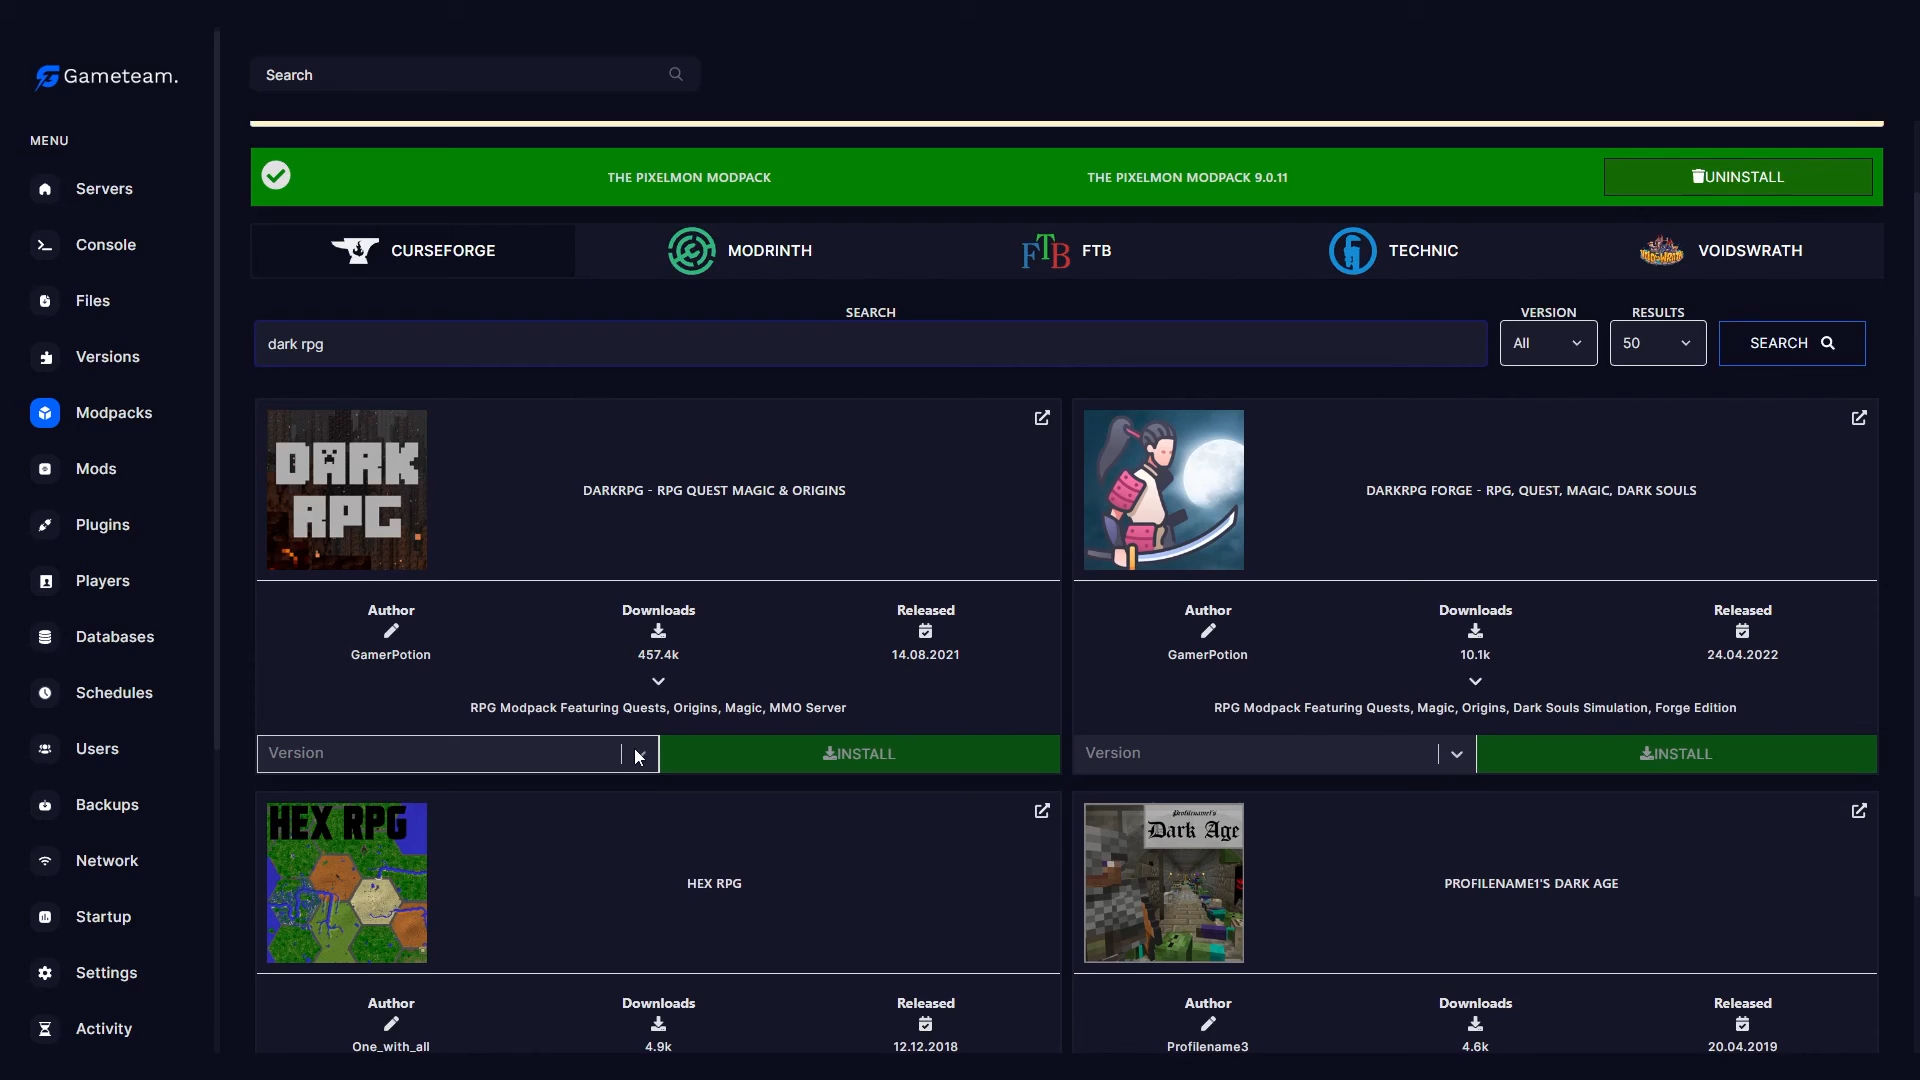 Gameteam.
Search
MENU
Servers
Console
Files
Versions
Modpacks
Mods
Plugins
Players
Databases
Schedules
Users
Backups
Network
Startup
Settings
Activity
THE PIXELMON MODPACK
THE PIXELMON MODPACK 9.0.11
UNINSTALL
CURSEFORGE
MODRINTH
FTB
FTB
TECHNIC
VOIDSWRATH
VOIDSWRATH
SEARCH
VERSION
RESULTS
dark rpg
All
50
SEARCH
DARK
RPG
DARKRPG - RPG QUEST MAGIC & ORIGINS
Author
Downloads
Released
GamerPotion
457.4k
14.08.2021
RPG Modpack Featuring Quests, Origins, Magic, MMO Server
Version
INSTALL
DARKRPG FORGE - RPG, QUEST, MAGIC, DARK SOULS
Author
Downloads
Released
GamerPotion
10.1k
24.04.2022
RPG Modpack Featuring Quests, Magic, Origins, Dark Souls Simulation, Forge Edition
Version
INSTALL
HEX RPG
HEX RPG
Author
Downloads
Released
One_with_all
4.9k
12.12.2018
Profilename1's
Dark Age
PROFILENAME1'S DARK AGE
Author
Downloads
Released
Profilename3
4.6k
20.04.2019